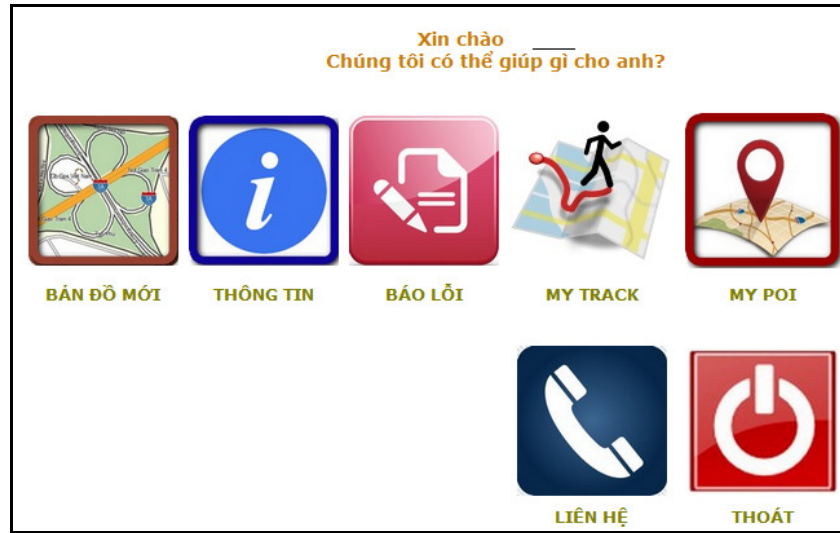 Xin chào ____
Chúng tôi có thể giúp gì cho anh?
BẢN ĐỒ MỚI
THÔNG TIN
BÁO LỖI
MY TRACK
MY POI
LIÊN HỆ
THOÁT